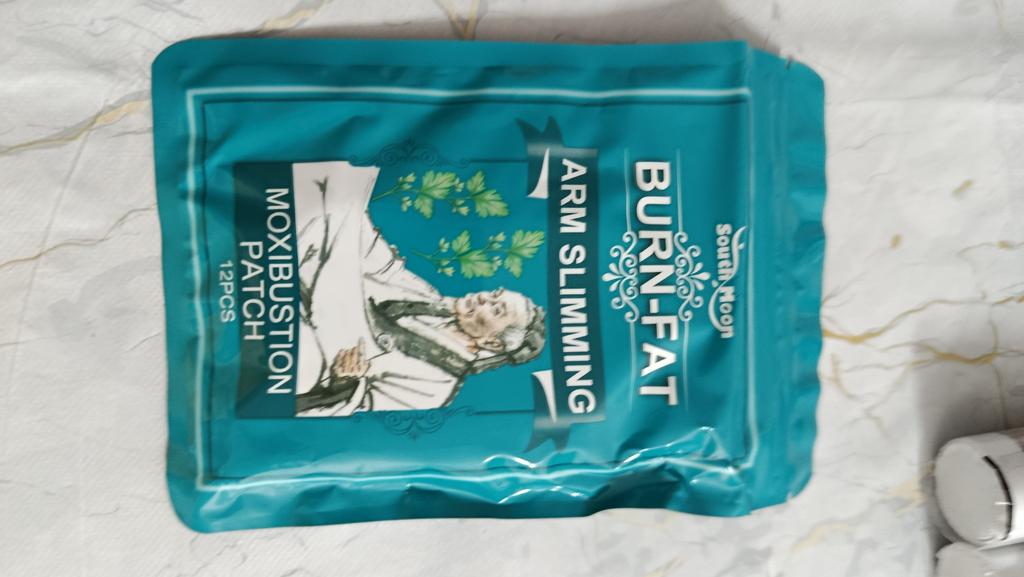 South Moon
BURN-FAT
ARM SLIMMING
MOXIBUSTION
PATCH
12PCS